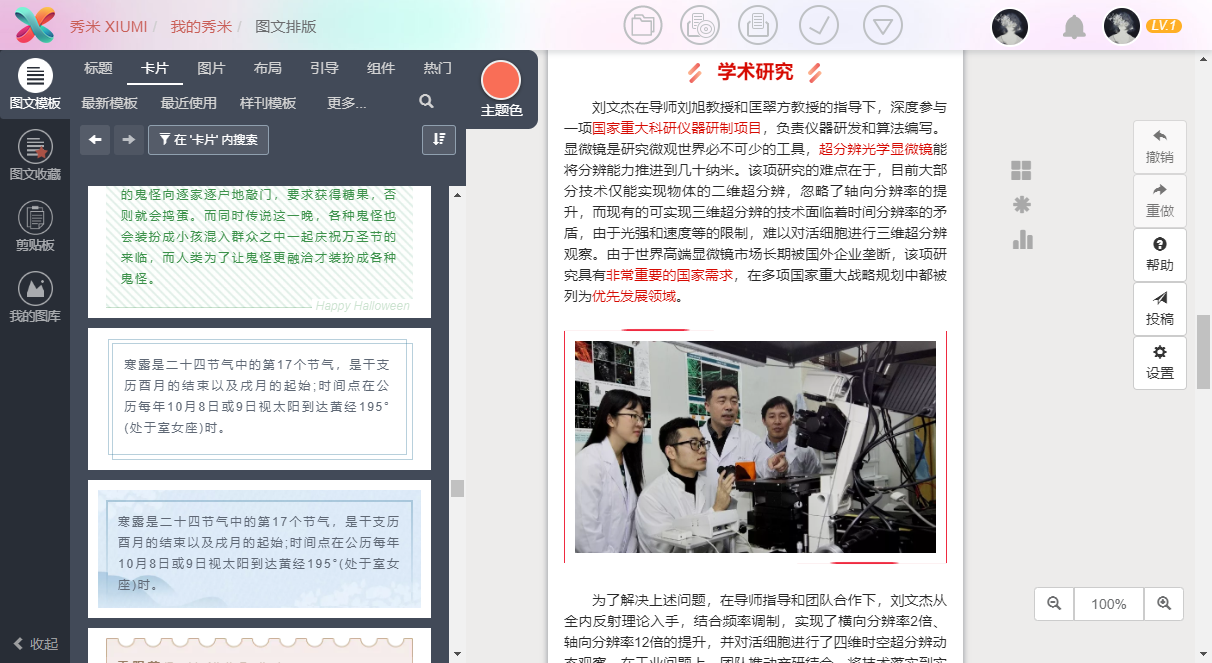 秀米 XIUMI / 我的秀米 / 图文排版
LV.1
图文模板
图文收藏
剪贴板
我的图库
收起
标题 卡片 图片 布局 引导 组件 热门
最新模板 最近使用 样刊模板 更多...
在 '卡片' 内搜索
主题色
的鬼怪向逐家逐户地敲门，要求获得糖果，否
则就会捣蛋。而同时传说这一晚，各种鬼怪也
会装扮成小孩混入群众之中一起庆祝万圣节的
来临，而人类为了让鬼怪更融洽才装扮成各种
鬼怪。
Happy Halloween
寒露是二十四节气中的第17个节气，是干支
历酉月的结束以及戌月的起始;时间点在公
历每年10月8日或9日视太阳到达黄经195°
(处于室女座)时。
寒露是二十四节气中的第17个节气，是干支历
酉月的结束以及戌月的起始;时间点在公历每年
10月8日或9日视太阳到达黄经195°(处于室女
座)时。
学术研究
刘文杰在导师刘旭教授和匡翠方教授的指导下，深度参与
一项国家重大科研仪器研制项目，负责仪器研发和算法编写。
显微镜是研究微观世界必不可少的工具，超分辨光学显微镜能
将分辨能力推进到几十纳米。该项研究的难点在于，目前大部
分技术仅能实现物体的二维超分辨，忽略了轴向分辨率的提
升，而现有的可实现三维超分辨的技术面临着时间分辨率的矛
盾，由于光强和速度等的限制，难以对活细胞进行三维超分辨
观察。由于世界高端显微镜市场长期被国外企业垄断，该项研
究具有非常重要的国家需求，在多项国家重大战略规划中都被
列为优先发展领域。
为了解决上述问题，在导师指导和团队合作下，刘文杰从
全内反射理论入手，结合频率调制，实现了横向分辨率2倍、
轴向分辨率12倍的提升，并对活细胞进行了四维时空超分辨动
态观察。在工业问题上，团队推动产研结合，将技术落实到实
撤销
重做
帮助
投稿
设置
100%